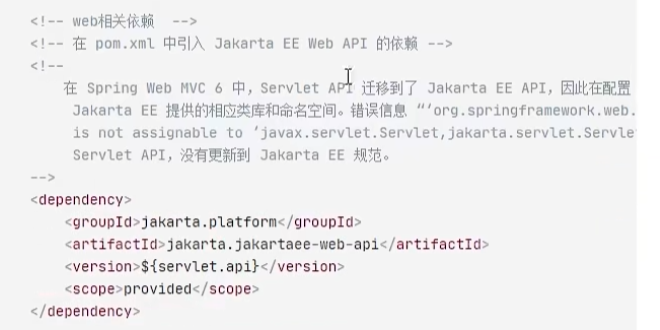 <!-- web相关依赖  -->
<!-- 在 pom.xml 中引入 Jakarta EE Web API 的依赖 -->
<!--
在 Spring Web MVC 6 中，Servlet API 迁移到了 Jakarta EE API，因此在配置
Jakarta EE 提供的相应类库和命名空间。错误信息 “‘org.springframework.web.
is not assignable to ‘javax.servlet.Servlet,jakarta.servlet.Servle
Servlet API，没有更新到 Jakarta EE 规范。
-->
<dependency>
<groupId>jakarta.platform</groupId>
<artifactId>jakarta.jakartaee-web-api</artifactId>
<version>${servlet.api}</version>
<scope>provided</scope>
</dependency>